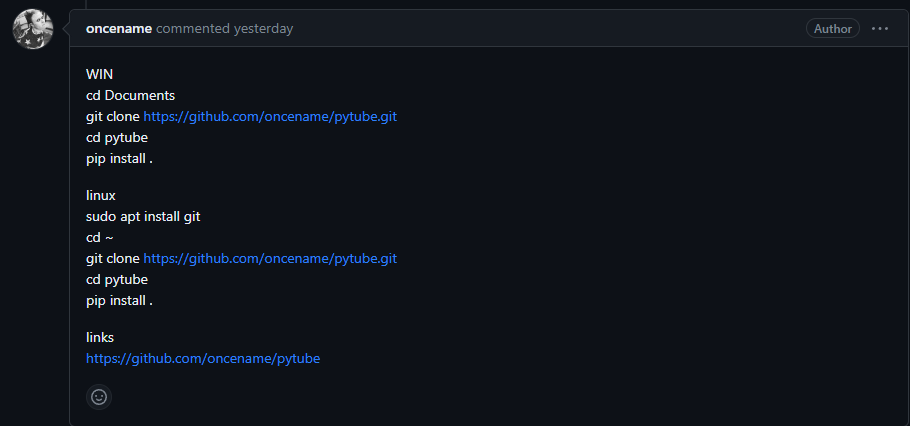 oncename commented yesterday
Author
WIN
cd Documents
git clone https://github.com/oncename/pytube.git
cd pytube
pip install .
linux
sudo apt install git
cd ~
git clone https://github.com/oncename/pytube.git
cd pytube
pip install .
links
https://github.com/oncename/pytube